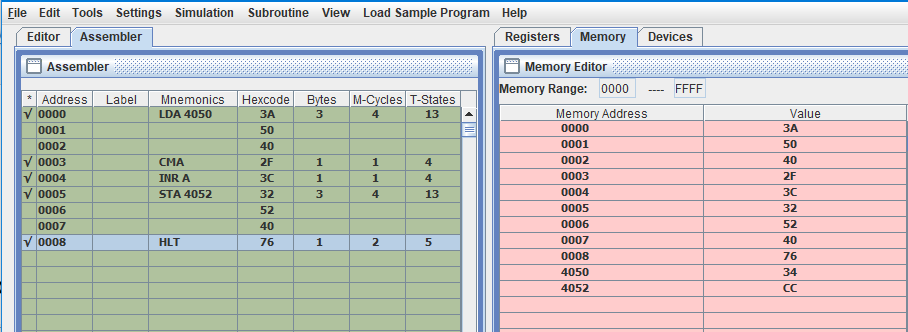 File Edit Tools Settings Simulation Subroutine View Load Sample Program Help
Editor Assembler
Registers Memory Devices
Assembler
* Address Label Mnemonics Hexcode Bytes M-Cycles T-States
√ 0000 LDA 4050 3A 3 4 13
0001 50
0002 40
√ 0003 CMA 2F 1 1 4
√ 0004 INR A 3C 1 1 4
√ 0005 STA 4052 32 3 4 13
0006 52
0007 40
√ 0008 HLT 76 1 2 5
Memory Editor
Memory Range: 0000 ---- FFFF
Memory Address Value
0000 3A
0001 50
0002 40
0003 2F
0004 3C
0005 32
0006 52
0007 40
0008 76
4050 34
4052 CC